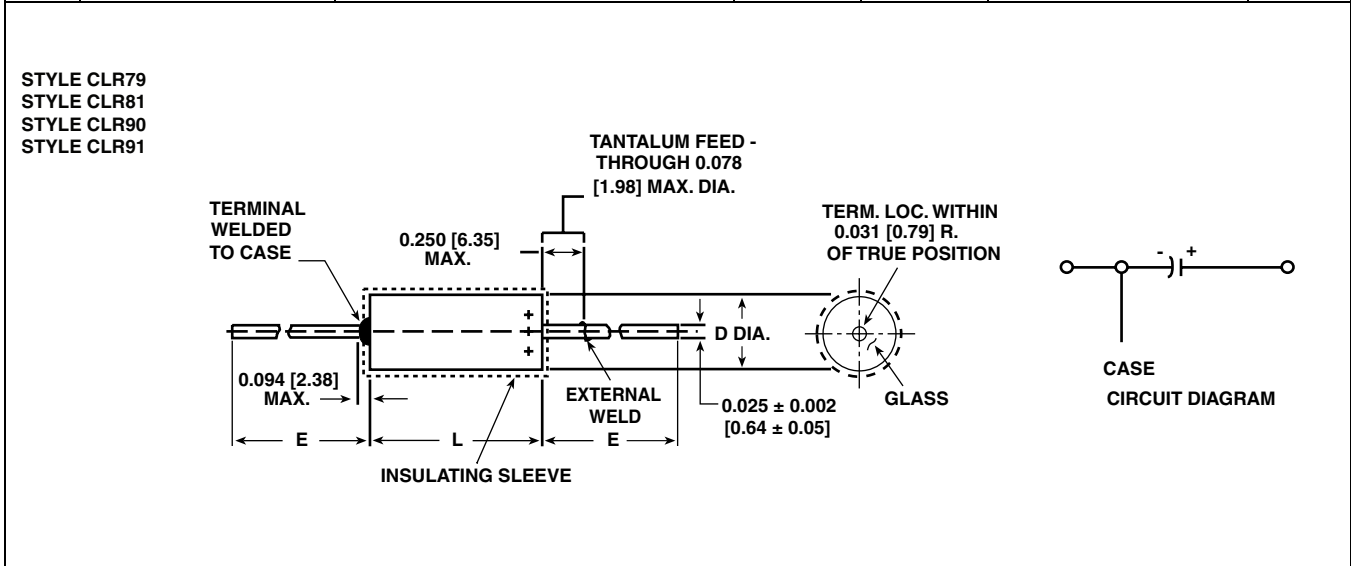 STYLE CLR79
STYLE CLR81
STYLE CLR90
STYLE CLR91
TANTALUM FEED -
THROUGH 0.078
[1.98] MAX. DIA.
TERMINAL
WELDED
TO CASE
0.250 [6.35]
MAX.
TERM. LOC. WITHIN
0.031 [0.79] R.
OF TRUE POSITION
- +
+
+
+
D DIA.
0.094 [2.38]
MAX.
EXTERNAL
WELD
0.025 ± 0.002
[0.64 ± 0.05]
GLASS
CASE
CIRCUIT DIAGRAM
E
L
E
INSULATING SLEEVE